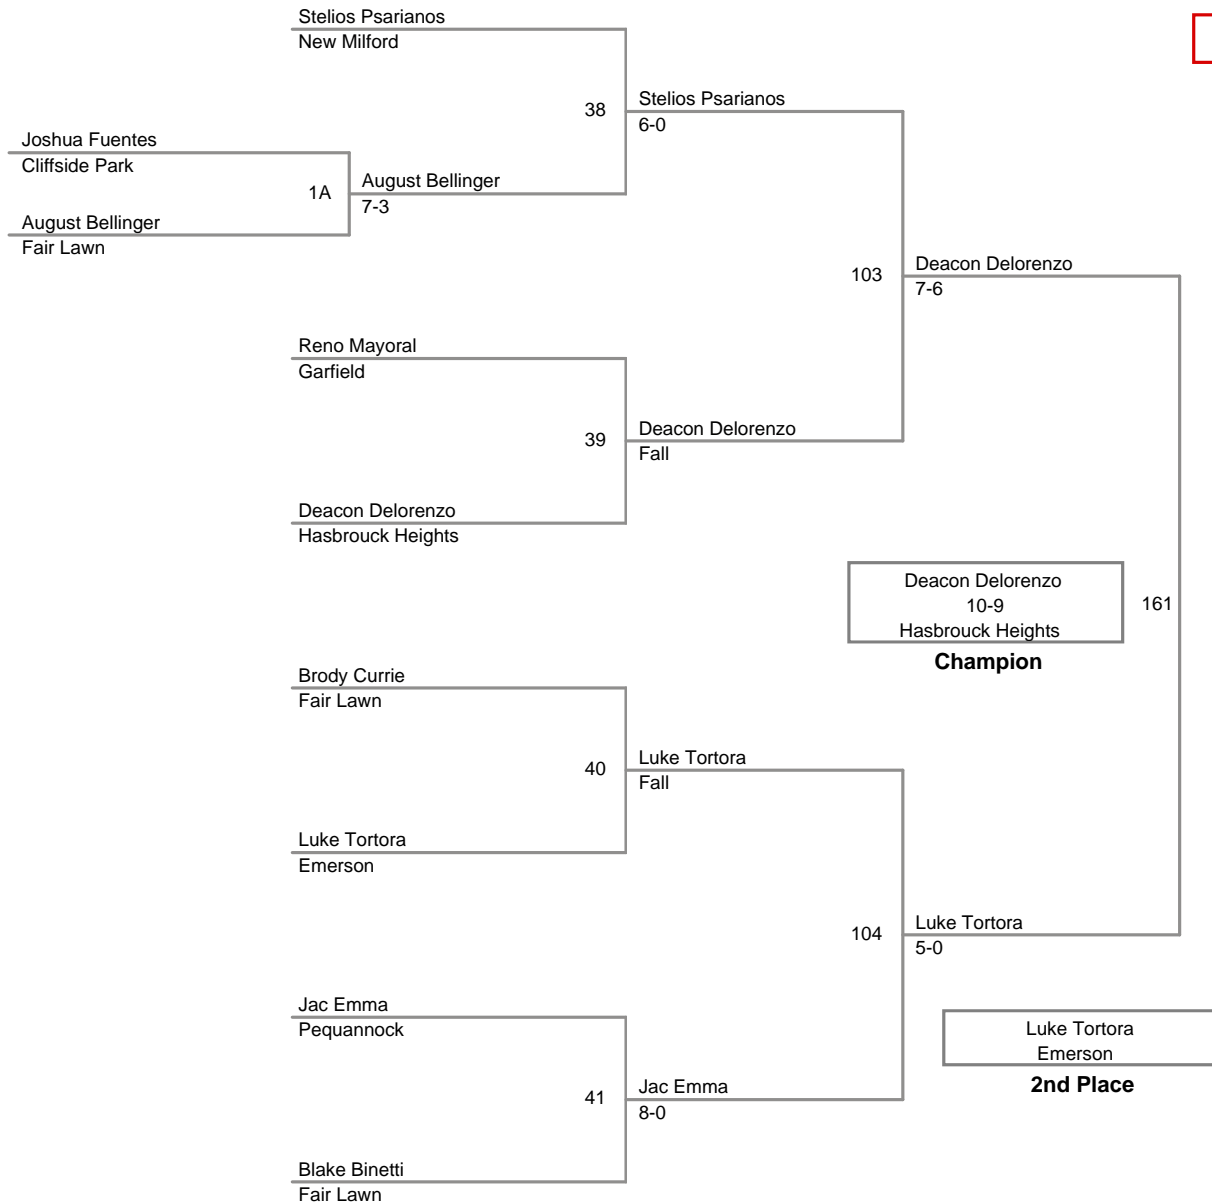 Stelios Psarianos
New Milford
38
Stelios Psarianos
6-0
Joshua Fuentes
Cliffside Park
1A
August Bellinger
7-3
August Bellinger
Fair Lawn
103
Deacon Delorenzo
7-6
Reno Mayoral
Garfield
39
Deacon Delorenzo
Fall
Deacon Delorenzo
Hasbrouck Heights
Deacon Delorenzo
10-9
Hasbrouck Heights
Champion
161
Brody Currie
Fair Lawn
40
Luke Tortora
Fall
Luke Tortora
Emerson
104
Luke Tortora
5-0
Jac Emma
Pequannock
41
Jac Emma
8-0
Luke Tortora
Emerson
2nd Place
Blake Binetti
Fair Lawn